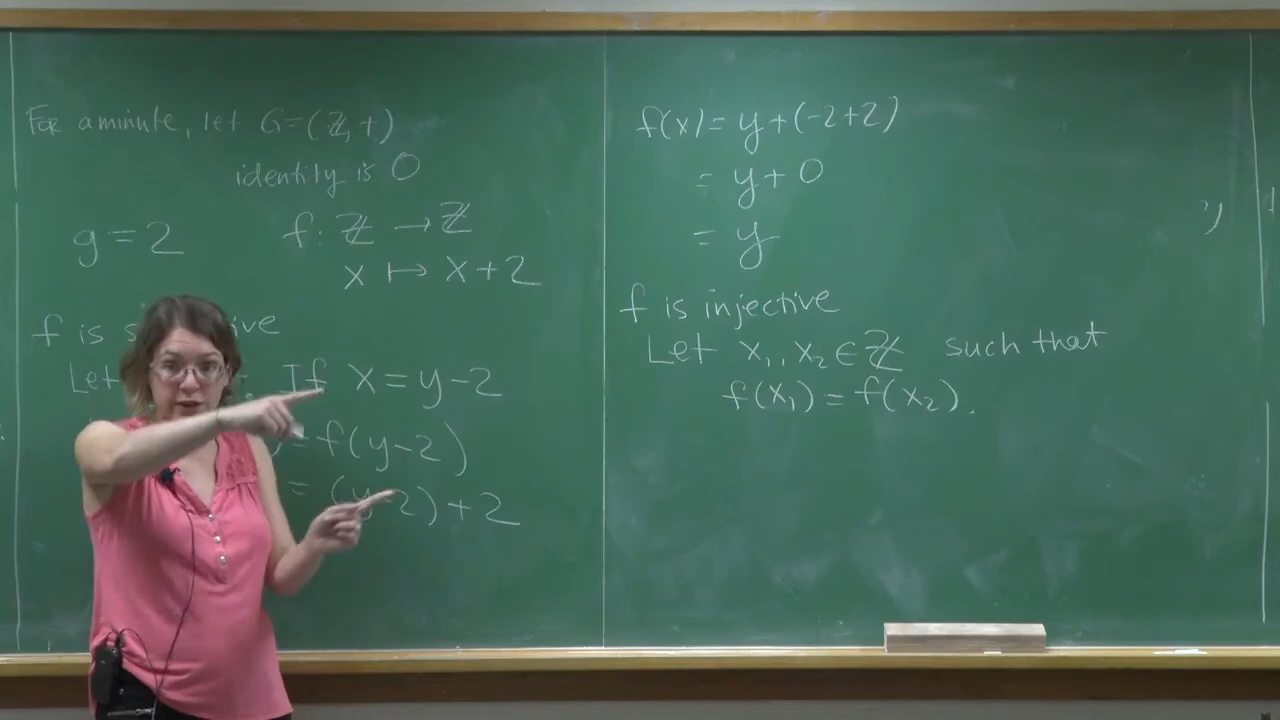 For a minute, let G=(ℤ,+)
identity is 0
g=2 f: ℤ → ℤ
x ↦ x+2
f is
Let If x=y-2
=f(y-2)
= (y-2)+2
f(x)= y+(-2+2)
= y+0
= y
f is injective
Let x₁, x₂ ∈ ℤ such that
f(x₁)=f(x₂).